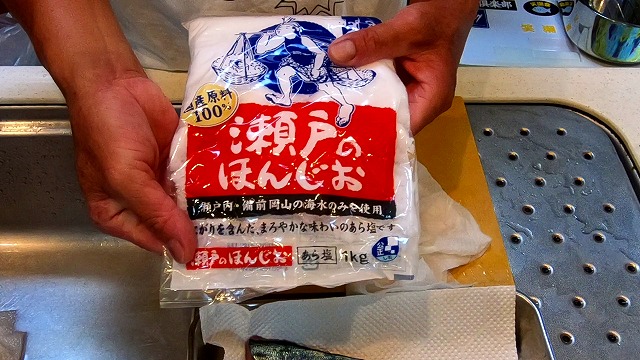 国産原料
100%
瀬戸の
ほんじお
瀬戸内・備前岡山の海水のみを使用
がりを含んだ、まろやかな味わいのあら塩です
瀬戸のほんじお
あら塩
1kg